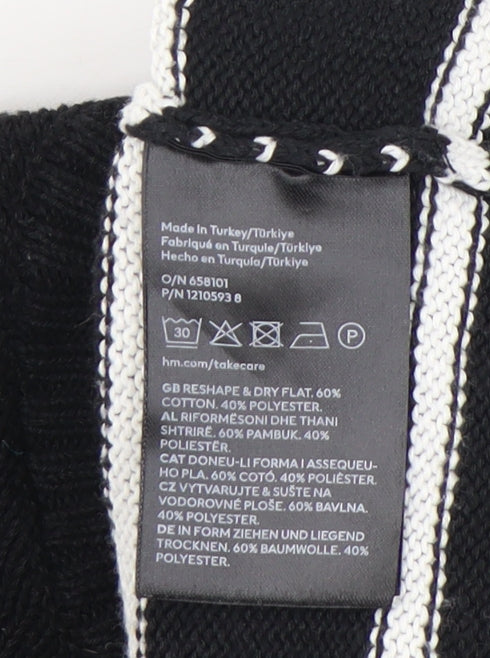 Made in Turkey/Türkiye
Fabriqué en Turquie/Türkiye
Hecho en Turquía/Türkiye
O/N 658101
P/N 1210593 8
30 P
hm.com/takecare
GB RESHAPE & DRY FLAT. 60%
COTTON. 40% POLYESTER.
AL RIFORMËSONI DHE THANI
SHTRIRË. 60% PAMBUK. 40%
POLIESTËR.
CAT DONEU-LI FORMA I ASSEQUEU-
HO PLA. 60% COTÓ. 40% POLIÈSTER.
CZ VYTVARUJTE & SUŠTE NA
VODOROVNÉ PLOŠE. 60% BAVLNA.
40% POLYESTER.
DE IN FORM ZIEHEN UND LIEGEND
TROCKNEN. 60% BAUMWOLLE. 40%
POLYESTER.